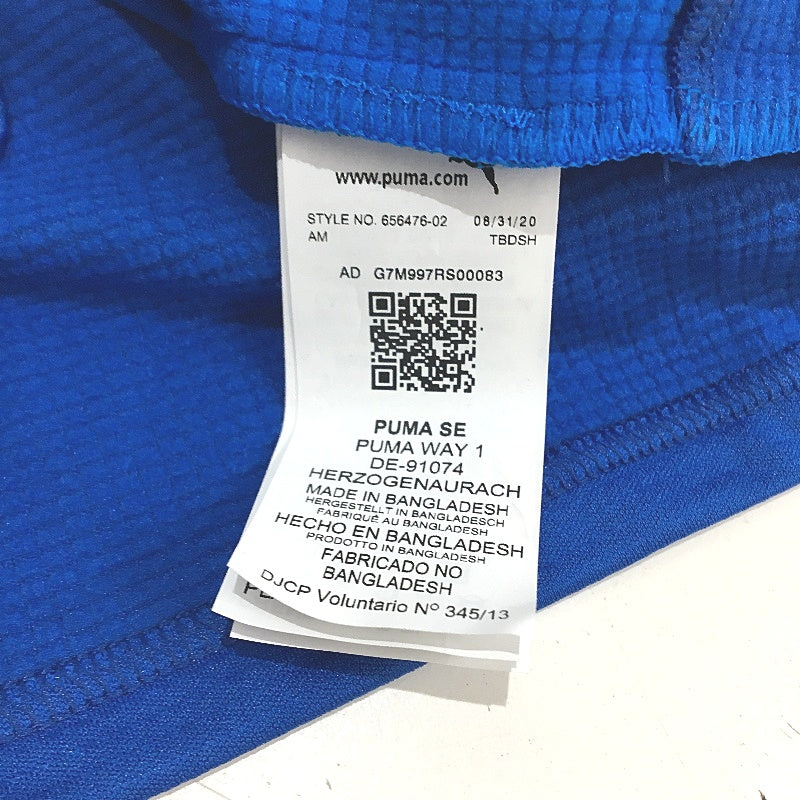 www.puma.com
STYLE NO. 656476-02 08/31/20
AM TBDSH
AD G7M997RS00083
PUMA SE
PUMA WAY 1
DE-91074
HERZOGENAURACH
MADE IN BANGLADESH
HERGESTELLT IN BANGLADESCH
FABRIQUÉ AU BANGLADESH
HECHO EN BANGLADESH
PRODOTTO IN BANGLADESH
FABRICADO NO
BANGLADESH
DJCP Voluntario Nº 345/13